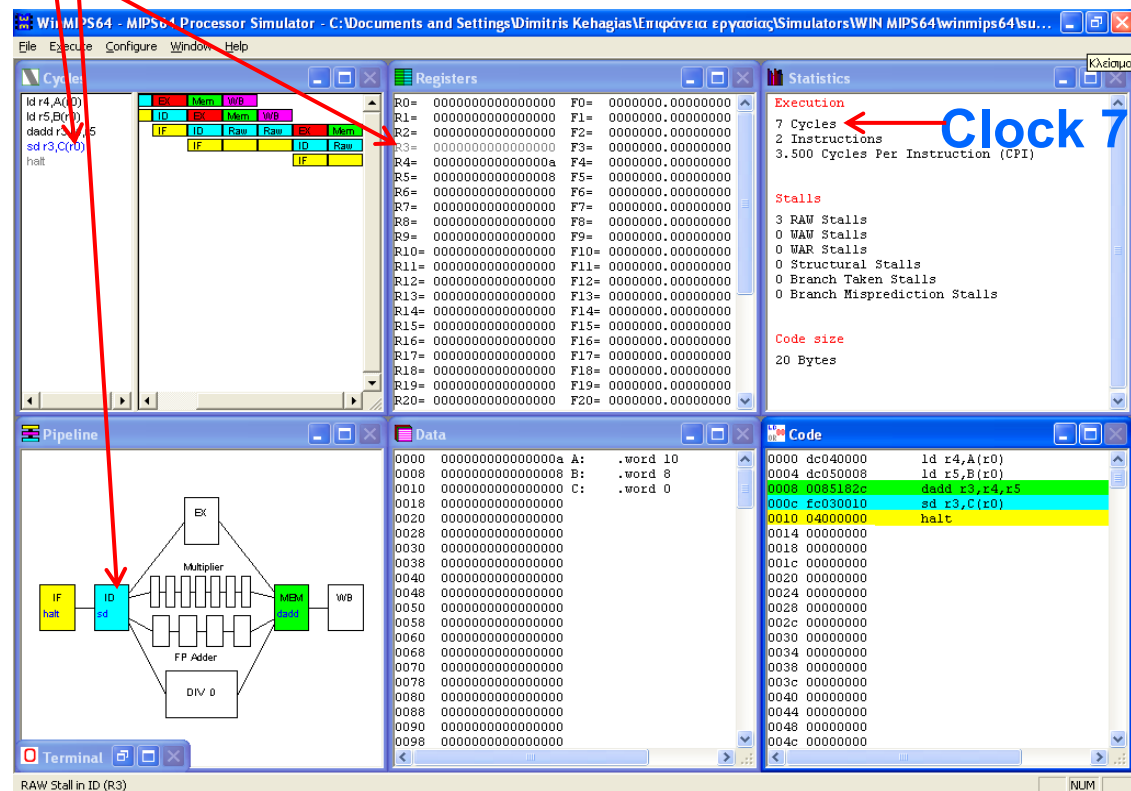 WinMIPS64 - MIPS64 Processor Simulator - C:\Documents and Settings\Dimitris Kehagias\Επιφάνεια εργασίας\Simulators\WIN MIPS64\winmips64\su...
File Execute Configure Window Help
Κλείσιμο
Cycles
ld r4,A(r0) EX Mem WB
ld r5,B(r0) ID EX Mem WB
dadd r3,r4,r5 IF ID Raw Raw EX Mem
sd r3,C(r0) IF ID Raw
halt IF
Registers
R0= 0000000000000000 F0= 0000000.00000000
R1= 0000000000000000 F1= 0000000.00000000
R2= 0000000000000000 F2= 0000000.00000000
R3= 0000000000000000 F3= 0000000.00000000
R4= 000000000000000a F4= 0000000.00000000
R5= 0000000000000008 F5= 0000000.00000000
R6= 0000000000000000 F6= 0000000.00000000
R7= 0000000000000000 F7= 0000000.00000000
R8= 0000000000000000 F8= 0000000.00000000
R9= 0000000000000000 F9= 0000000.00000000
R10= 0000000000000000 F10= 0000000.00000000
R11= 0000000000000000 F11= 0000000.00000000
R12= 0000000000000000 F12= 0000000.00000000
R13= 0000000000000000 F13= 0000000.00000000
R14= 0000000000000000 F14= 0000000.00000000
R15= 0000000000000000 F15= 0000000.00000000
R16= 0000000000000000 F16= 0000000.00000000
R17= 0000000000000000 F17= 0000000.00000000
R18= 0000000000000000 F18= 0000000.00000000
R19= 0000000000000000 F19= 0000000.00000000
R20= 0000000000000000 F20= 0000000.00000000
Statistics
Execution
7 Cycles
Clock 7
2 Instructions
3.500 Cycles Per Instruction (CPI)
Stalls
3 RAW Stalls
0 WAW Stalls
0 WAR Stalls
0 Structural Stalls
0 Branch Taken Stalls
0 Branch Misprediction Stalls
Code size
20 Bytes
Pipeline
EX
Multiplier
IF
halt
ID
sd
MEM
dadd
WB
FP Adder
DIV 0
Terminal
Data
0000 000000000000000a A: .word 10
0008 0000000000000008 B: .word 8
0010 0000000000000000 C: .word 0
0018 0000000000000000
0020 0000000000000000
0028 0000000000000000
0030 0000000000000000
0038 0000000000000000
0040 0000000000000000
0048 0000000000000000
0050 0000000000000000
0058 0000000000000000
0060 0000000000000000
0068 0000000000000000
0070 0000000000000000
0078 0000000000000000
0080 0000000000000000
0088 0000000000000000
0090 0000000000000000
0098 0000000000000000
Code
0000 dc040000 ld r4,A(r0)
0004 dc050008 ld r5,B(r0)
0008 0085182c dadd r3,r4,r5
000c fc030010 sd r3,C(r0)
0010 04000000 halt
0014 00000000
0018 00000000
001c 00000000
0020 00000000
0024 00000000
0028 00000000
002c 00000000
0030 00000000
0034 00000000
0038 00000000
003c 00000000
0040 00000000
0044 00000000
0048 00000000
004c 00000000
RAW Stall in ID (R3)
NUM